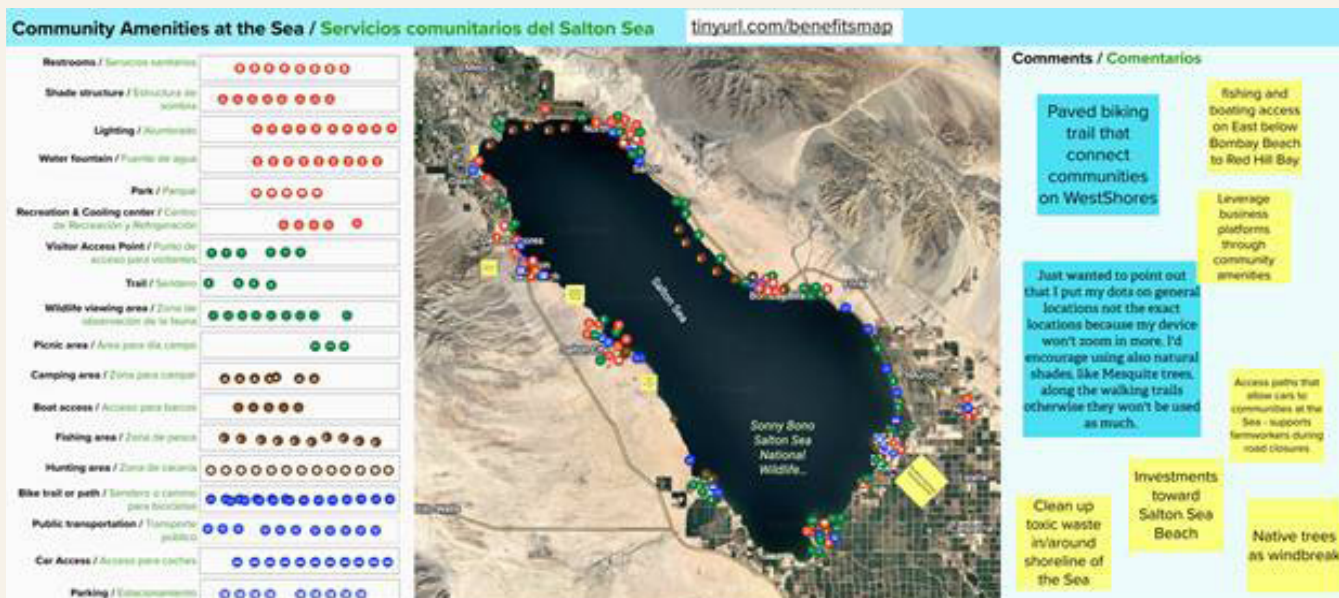 Community Amenities at the Sea / Servicios comunitarios del Salton Sea
tinyurl.com/benefitsmap
Restrooms / Servicios sanitarios
Shade structure / Estructura de
sombra
Lighting / Alumbrado
Water fountain / Fuente de agua
Park / Parque
Recreation & Cooling center / Centro
de Recreación y Refrigeración
Visitor Access Point / Punto de
acceso para visitantes
Trail / Sendero
Wildlife viewing area / Zona de
observación de la fauna
Picnic area / Área para día campo
Camping area / Zona para campar
Boat access / Acceso para barcos
Fishing area / Zona de pesca
Hunting area / Zona de cacería
Bike trail or path / Sendero o camino
para bicicletas
Public transportation / Transporte
público
Car Access / Acceso para coches
Parking / Estacionamiento
Salton Sea
Sonny Bono
Salton Sea
National
Wildlife...
Comments / Comentarios
Paved biking
trail that
connect
communities
on WestShores
fishing and
boating access
on East below
Bombay Beach
to Red Hill Bay
Leverage
business
platforms
through
community
amenities
Just wanted to point out
that I put my dots on general
locations not the exact
locations because my device
won't zoom in more. I'd
encourage using also natural
shades, like Mesquite trees,
along the walking trails
otherwise they won't be used
as much.
Access paths that
allow cars to
communities at the
Sea - supports
farmworkers during
road closures
Investments
toward
Salton Sea
Beach
Clean up
toxic waste
in/around
shoreline of
the Sea
Native trees
as windbreak